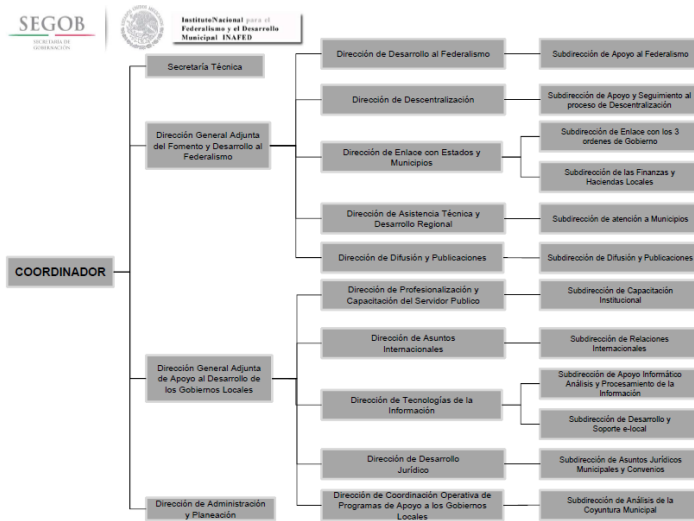 SEGOB
SECRETARÍA DE
GOBERNACIÓN
Instituto Nacional para el
Federalismo y el Desarrollo
Municipal INAFED
COORDINADOR
Secretaría Técnica
Dirección General Adjunta
del Fomento y Desarrollo al
Federalismo
Dirección de Desarrollo al Federalismo
Subdirección de Apoyo al Federalismo
Dirección de Descentralización
Subdirección de Apoyo y Seguimiento al
proceso de Descentralización
Dirección de Enlace con Estados y
Municipios
Subdirección de Enlace con los 3
ordenes de Gobierno
Subdirección de las Finanzas y
Haciendas Locales
Dirección de Asistencia Técnica y
Desarrollo Regional
Subdirección de atención a Municipios
Dirección de Difusión y Publicaciones
Subdirección de Difusión y Publicaciones
Dirección General Adjunta
de Apoyo al Desarrollo de
los Gobiernos Locales
Dirección de Profesionalización y
Capacitación del Servidor Publico
Subdirección de Capacitación
Institucional
Dirección de Asuntos
Internacionales
Subdirección de Relaciones
Internacionales
Dirección de Tecnologías de la
Información
Subdirección de Apoyo Informático
Análisis y Procesamiento de la
Información
Subdirección de Desarrollo y
Soporte e-local
Dirección de Desarrollo
Jurídico
Subdirección de Asuntos Jurídicos
Municipales y Convenios
Dirección de Coordinación Operativa de
Programas de Apoyo a los Gobiernos
Locales
Subdirección de Análisis de la
Coyuntura Municipal
Dirección de Administración
y Planeación